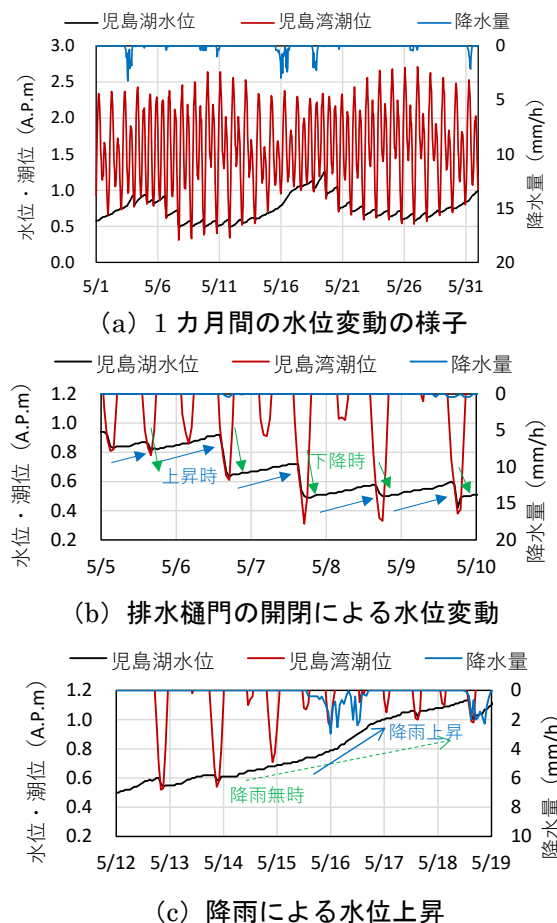 児島湖水位 児島湾潮位 降水量
水位・潮位（A.P.m）
3.0
2.5
2.0
1.5
1.0
0.5
0.0
0
5
10
15
20
降水量（mm/h）
5/1 5/6 5/11 5/16 5/21 5/26 5/31
（a）1 カ月間の水位変動の様子
児島湖水位 児島湾潮位 降水量
水位・潮位（A.P.m）
1.2
1.0
0.8
0.6
0.4
0.2
上昇時
下降時
0
5
10
15
20
降水量（mm/h）
5/5 5/6 5/7 5/8 5/9 5/10
（b）排水樋門の開閉による水位変動
児島湖水位 児島湾潮位 降水量
水位・潮位（A.P.m）
1.2
1.0
0.8
0.6
0.4
0.2
降雨上昇
降雨無時
0
2
4
6
8
10
降水量（mm/h）
5/12 5/13 5/14 5/15 5/16 5/17 5/18 5/19
（c）降雨による水位上昇